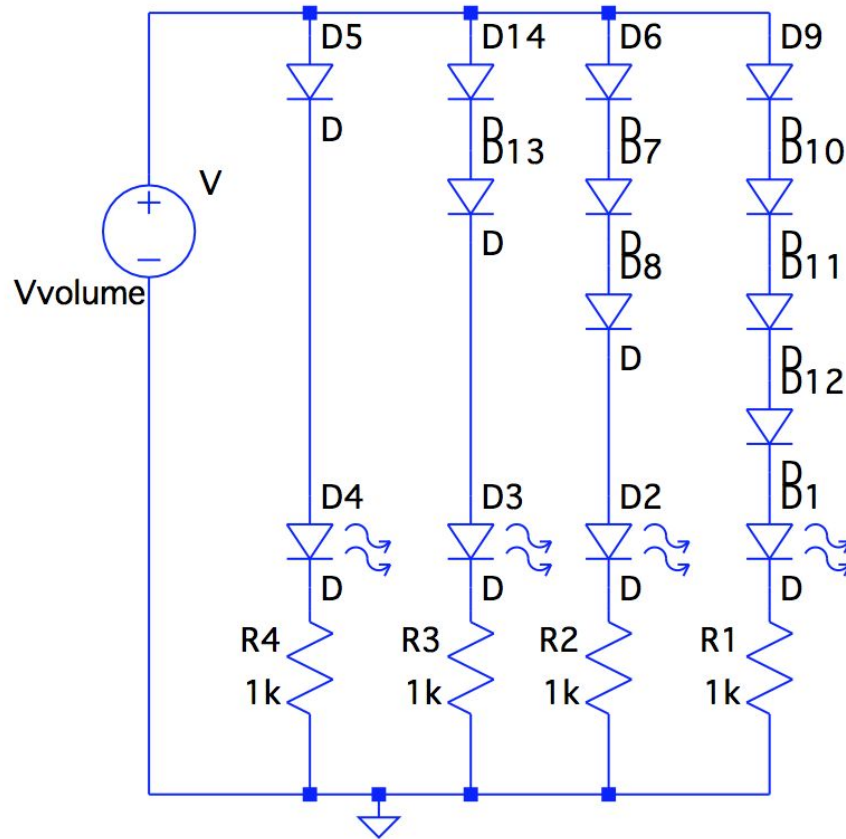 D5 D14 D6 D9
D D D
D13 D7 D10
V
D D D
D8 D11
Vvolume
D D
D12
D
D4 D3 D2 D1
D D D D
R4 R3 R2 R1
1k 1k 1k 1k